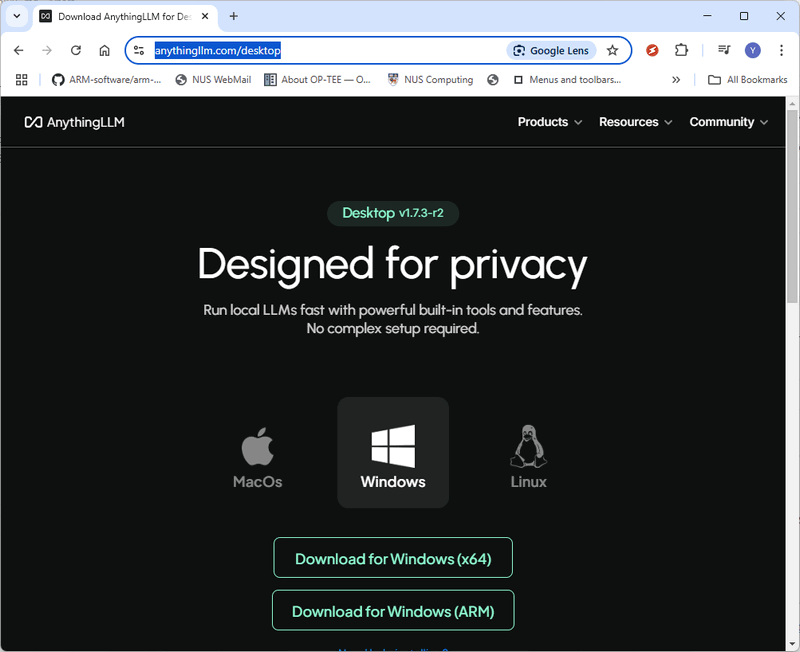 Download AnythingLLM for Des
anythingllm.com/desktop
Google Lens
Y
ARM-software/arm-...
NUS WebMail
About OP-TEE — O...
NUS Computing
Menus and toolbars...
All Bookmarks
AnythingLLM
Products
Resources
Community
Desktop v1.7.3-r2
Designed for privacy
Run local LLMs fast with powerful built-in tools and features.
No complex setup required.
MacOs
Windows
Linux
Download for Windows (x64)
Download for Windows (ARM)